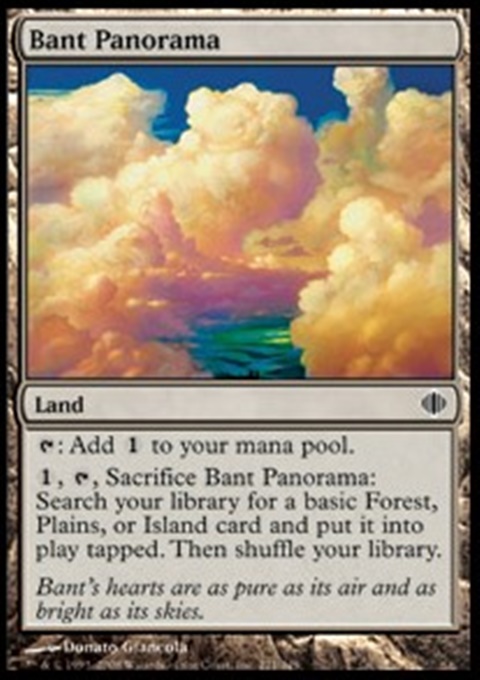 Bant Panorama
Land
: Add 1 to your mana pool.
1, , Sacrifice Bant Panorama:
Search your library for a basic Forest,
Plains, or Island card and put it into
play tapped. Then shuffle your library.
Bant's hearts are as pure as its air and as
bright as its skies.
Donato Giancola